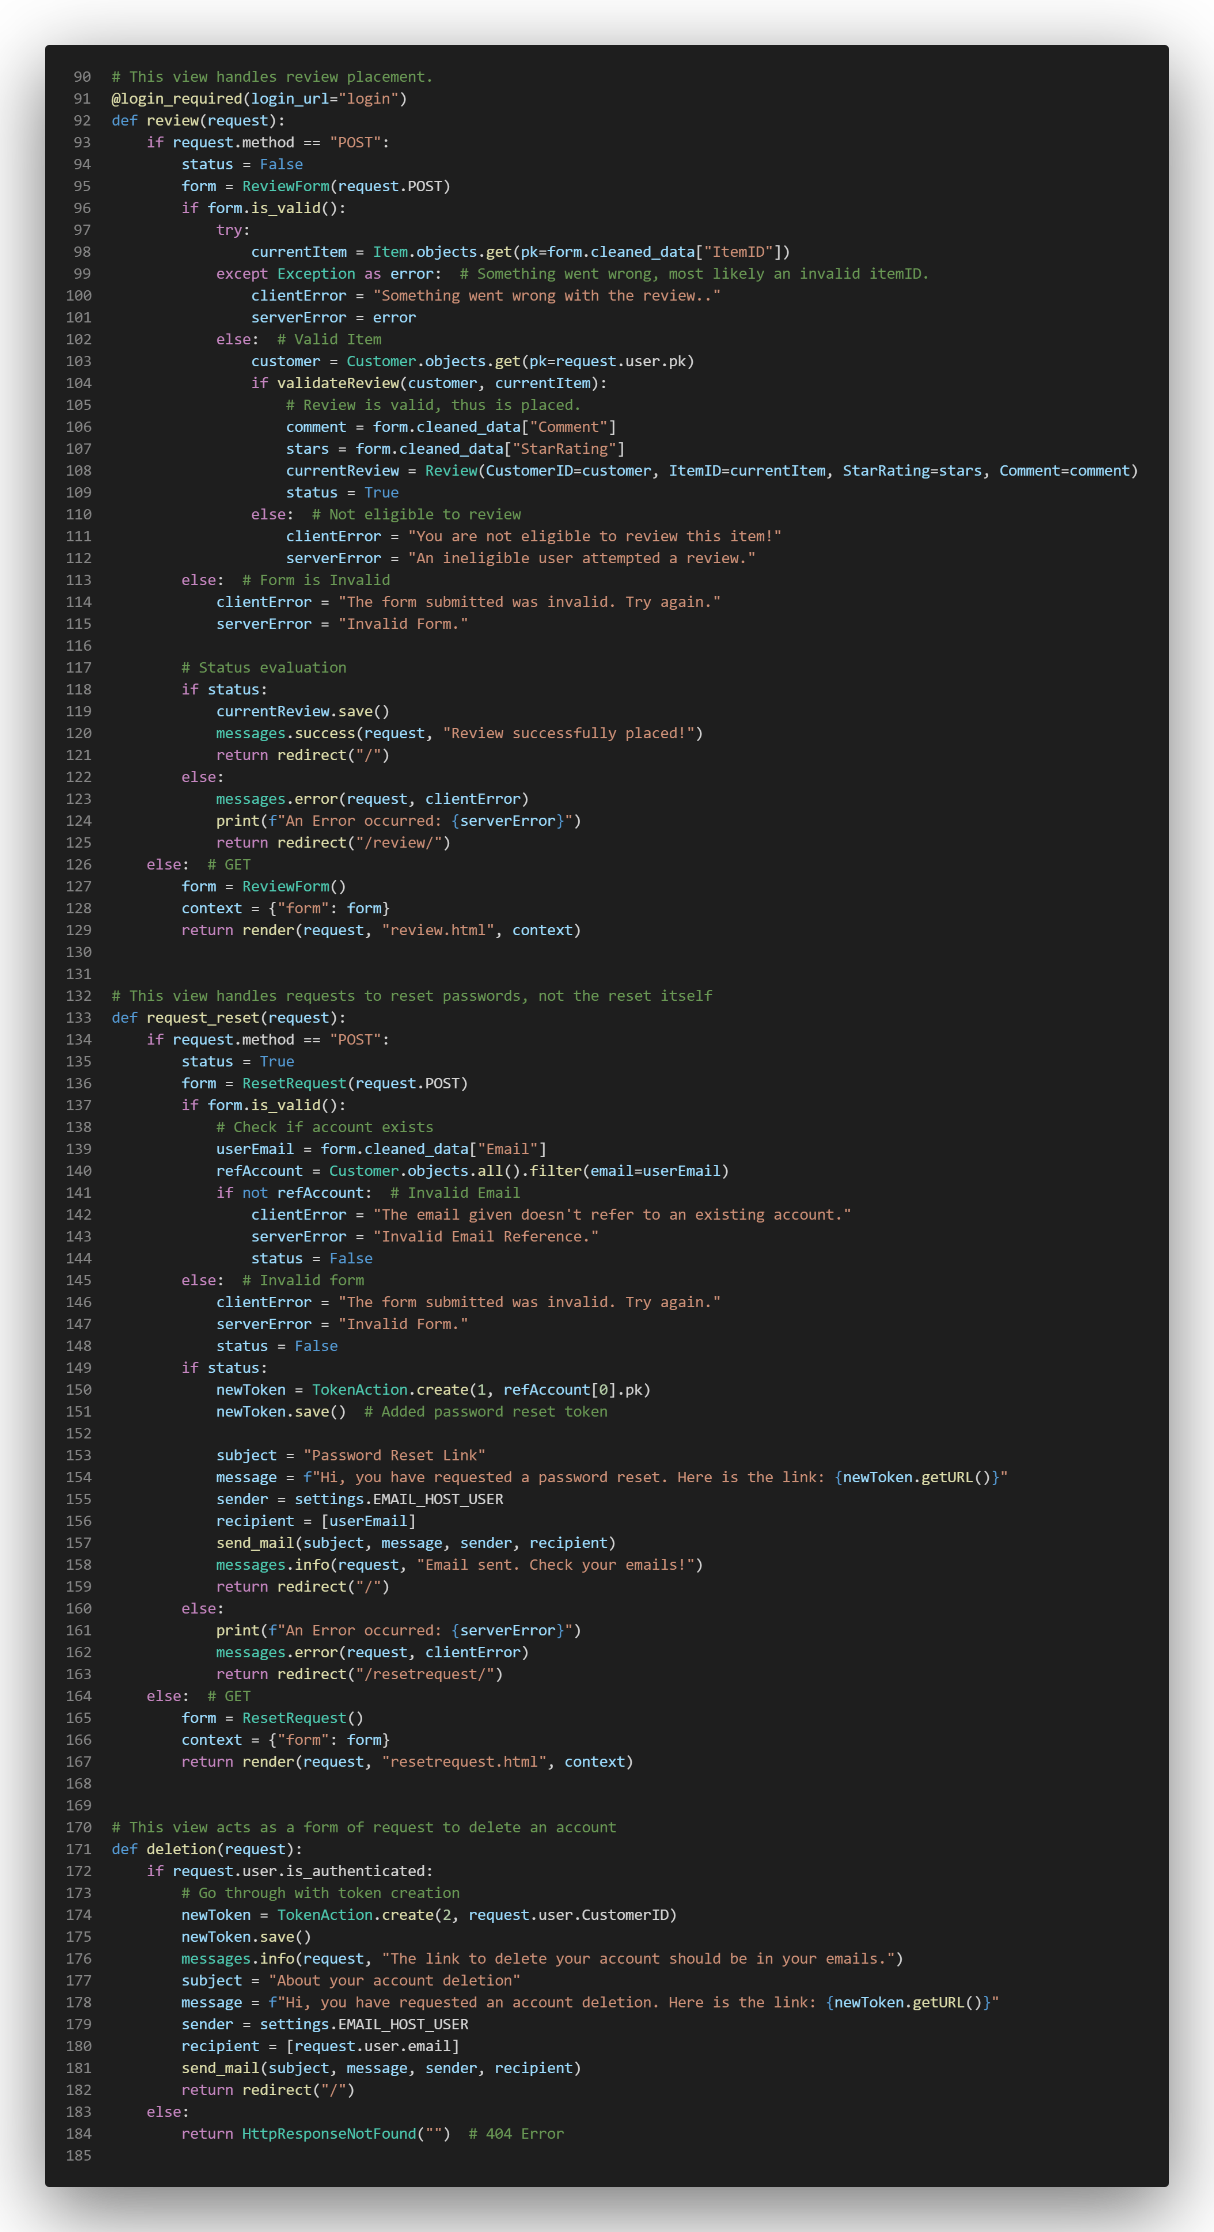 90 # This view handles review placement.
91 @login_required(login_url="login")
92 def review(request):
93     if request.method == "POST":
94         status = False
95         form = ReviewForm(request.POST)
96         if form.is_valid():
97             try:
98                 currentItem = Item.objects.get(pk=form.cleaned_data["ItemID"])
99             except Exception as error:  # Something went wrong, most likely an invalid itemID.
100                 clientError = "Something went wrong with the review.."
101                 serverError = error
102             else:  # Valid Item
103                 customer = Customer.objects.get(pk=request.user.pk)
104                 if validateReview(customer, currentItem):
105                     # Review is valid, thus is placed.
106                     comment = form.cleaned_data["Comment"]
107                     stars = form.cleaned_data["StarRating"]
108                     currentReview = Review(CustomerID=customer, ItemID=currentItem, StarRating=stars, Comment=comment)
109                     status = True
110                 else:  # Not eligible to review
111                     clientError = "You are not eligible to review this item!"
112                     serverError = "An ineligible user attempted a review."
113         else:  # Form is Invalid
114             clientError = "The form submitted was invalid. Try again."
115             serverError = "Invalid Form."
116
117         # Status evaluation
118         if status:
119             currentReview.save()
120             messages.success(request, "Review successfully placed!")
121             return redirect("/")
122         else:
123             messages.error(request, clientError)
124             print(f"An Error occurred: {serverError}")
125             return redirect("/review/")
126     else:  # GET
127         form = ReviewForm()
128         context = {"form": form}
129         return render(request, "review.html", context)
130
131
132 # This view handles requests to reset passwords, not the reset itself
133 def request_reset(request):
134     if request.method == "POST":
135         status = True
136         form = ResetRequest(request.POST)
137         if form.is_valid():
138             # Check if account exists
139             userEmail = form.cleaned_data["Email"]
140             refAccount = Customer.objects.all().filter(email=userEmail)
141             if not refAccount:  # Invalid Email
142                 clientError = "The email given doesn't refer to an existing account."
143                 serverError = "Invalid Email Reference."
144                 status = False
145         else:  # Invalid form
146             clientError = "The form submitted was invalid. Try again."
147             serverError = "Invalid Form."
148             status = False
149         if status:
150             newToken = TokenAction.create(1, refAccount[0].pk)
151             newToken.save()  # Added password reset token
152
153             subject = "Password Reset Link"
154             message = f"Hi, you have requested a password reset. Here is the link: {newToken.getURL()}"
155             sender = settings.EMAIL_HOST_USER
156             recipient = [userEmail]
157             send_mail(subject, message, sender, recipient)
158             messages.info(request, "Email sent. Check your emails!")
159             return redirect("/")
160         else:
161             print(f"An Error occurred: {serverError}")
162             messages.error(request, clientError)
163             return redirect("/resetrequest/")
164     else:  # GET
165         form = ResetRequest()
166         context = {"form": form}
167         return render(request, "resetrequest.html", context)
168
169
170 # This view acts as a form of request to delete an account
171 def deletion(request):
172     if request.user.is_authenticated:
173         # Go through with token creation
174         newToken = TokenAction.create(2, request.user.CustomerID)
175         newToken.save()
176         messages.info(request, "The link to delete your account should be in your emails.")
177         subject = "About your account deletion"
178         message = f"Hi, you have requested an account deletion. Here is the link: {newToken.getURL()}"
179         sender = settings.EMAIL_HOST_USER
180         recipient = [request.user.email]
181         send_mail(subject, message, sender, recipient)
182         return redirect("/")
183     else:
184         return HttpResponseNotFound("")  # 404 Error
185